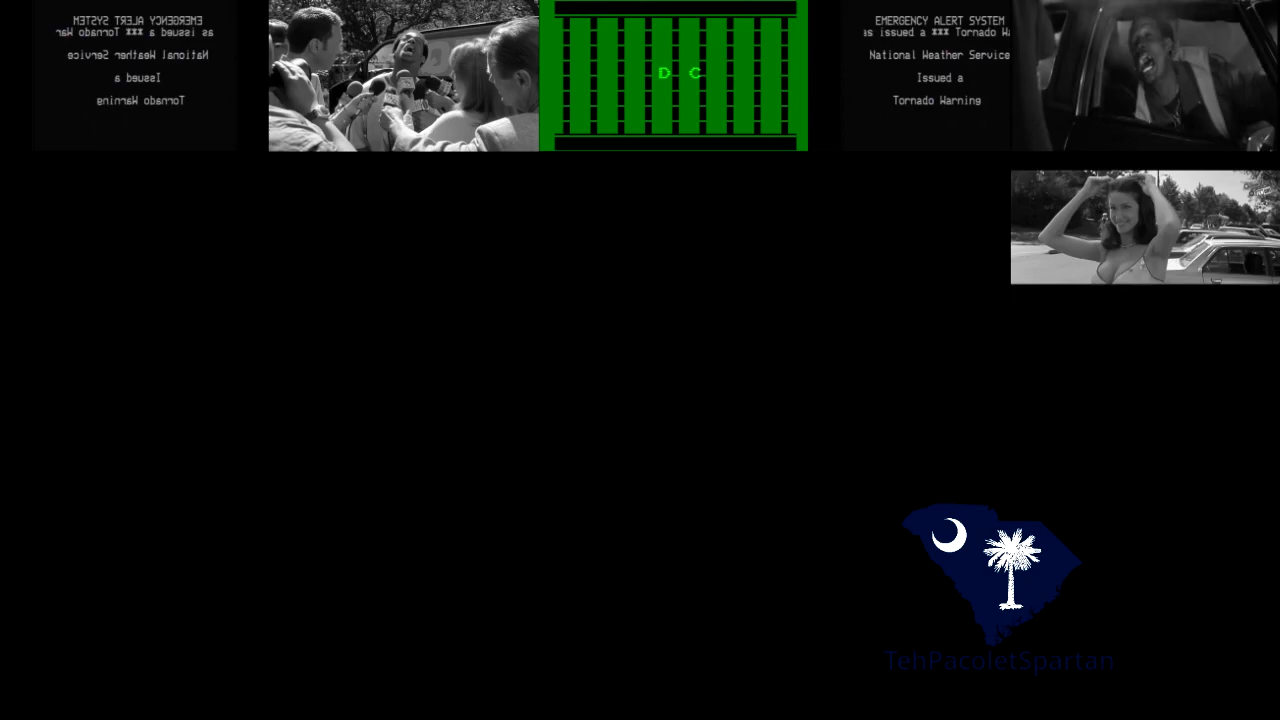 EMERGENCY ALERT SYSTEM
as issued a *** Tornado War
National Weather Service
Issued a
Tornado Warning
D C
EMERGENCY ALERT SYSTEM
as issued a *** Tornado Wa
National Weather Service
Issued a
Tornado Warning
TehPacoletSpartan